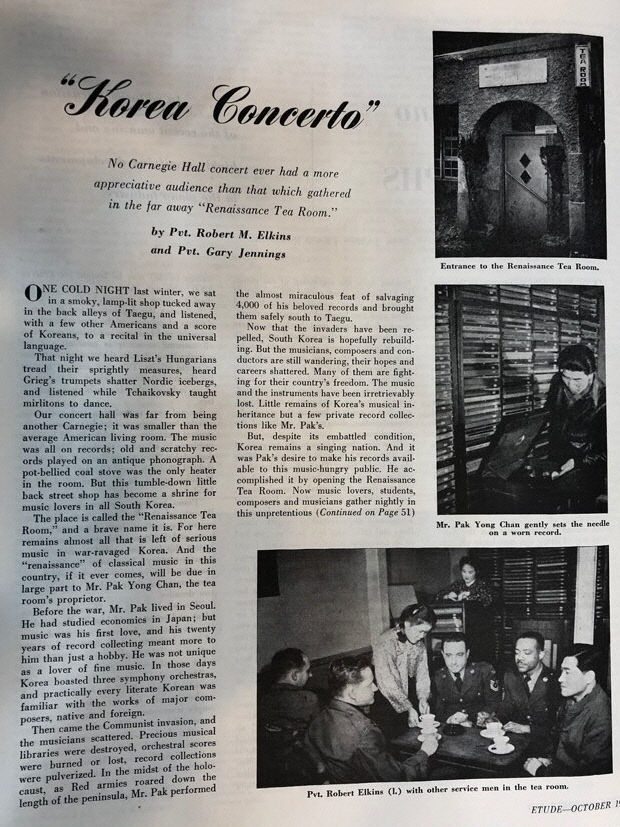 "Korea Concerto"
No Carnegie Hall concert ever had a more
appreciative audience than that which gathered
in the far away "Renaissance Tea Room."
by Pvt. Robert M. Elkins
and Pvt. Gary Jennings
ONE COLD NIGHT last winter, we sat
in a smoky, lamp-lit shop tucked away
in the back alleys of Taegu, and listened,
with a few other Americans and a score
of Koreans, to a recital in the universal
language.
That night we heard Liszt's Hungarians
tread their sprightly measures, heard
Grieg's trumpets shatter Nordic icebergs,
and listened while Tchaikovsky taught
mirlitons to dance.
Our concert hall was far from being
another Carnegie; it was smaller than the
average American living room. The music
was all on records; old and scratchy rec-
ords played on an antique phonograph. A
pot-bellied coal stove was the only heater
in the room. But this tumble-down little
back street shop has become a shrine for
music lovers in all South Korea.
The place is called the "Renaissance Tea
Room," and a brave name it is. For here
remains almost all that is left of serious
music in war-ravaged Korea. And the
"renaissance" of classical music in this
country, if it ever comes, will be due in
large part to Mr. Pak Yong Chan, the tea
room's proprietor.
Before the war, Mr. Pak lived in Seoul.
He had studied economics in Japan; but
music was his first love, and his twenty
years of record collecting meant more to
him than just a hobby. He was not unique
as a lover of fine music. In those days
Korea boasted three symphony orchestras,
and practically every literate Korean was
familiar with the works of major com-
posers, native and foreign.
Then came the Communist invasion, and
the musicians scattered. Precious musical
libraries were destroyed, orchestral scores
were burned or lost, record collections
were pulverized. In the midst of the holo-
caust, as Red armies roared down the
length of the peninsula, Mr. Pak performed
the almost miraculous feat of salvaging
4,000 of his beloved records and brought
them safely south to Taegu.
Now that the invaders have been re-
pelled, South Korea is hopefully rebuild-
ing. But the musicians, composers and con-
ductors are still wandering, their hopes and
careers shattered. Many of them are fight-
ing for their country's freedom. The music
and the instruments have been irretrievably
lost. Little remains of Korea's musical in-
heritance but a few private record collec-
tions like Mr. Pak's.
But, despite its embattled condition,
Korea remains a singing nation. And it
was Pak's desire to make his records avail-
able to this music-hungry public. He ac-
complished it by opening the Renaissance
Tea Room. Now music lovers, students,
composers and musicians gather nightly in
this unpretentious (Continued on Page 51)
TEA ROOM
Entrance to the Renaissance Tea Room.
Mr. Pak Yong Chan gently sets the needle
on a worn record.
Pvt. Robert Elkins (l.) with other service men in the tea room.
ETUDE—OCTOBER